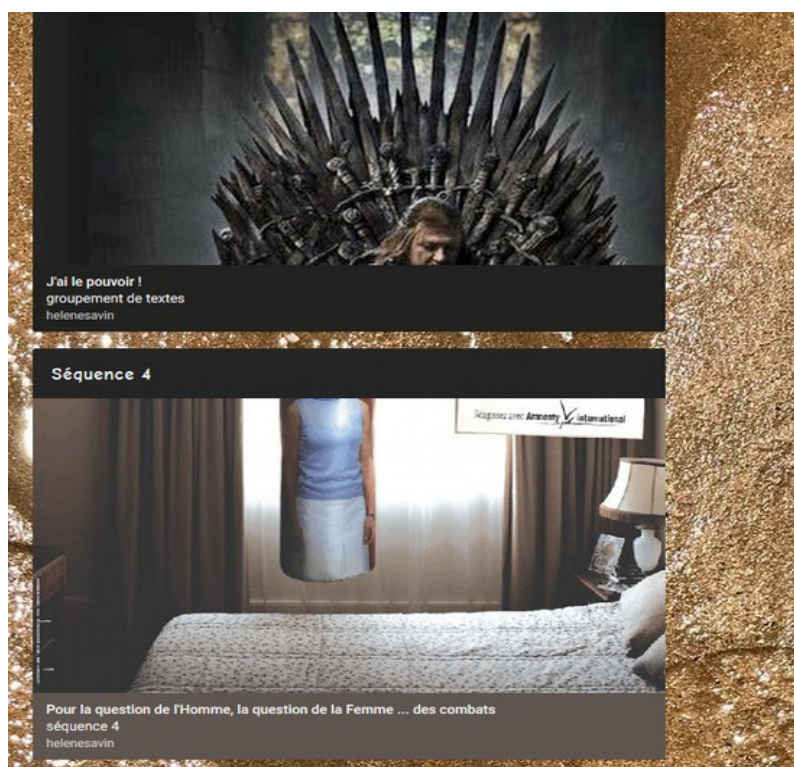 J'ai le pouvoir !
groupement de textes
helenesavin
Séquence 4
Réagissez avec Amnesty international
Pour la question de l'Homme, la question de la Femme ... des combats
séquence 4
helenesavin